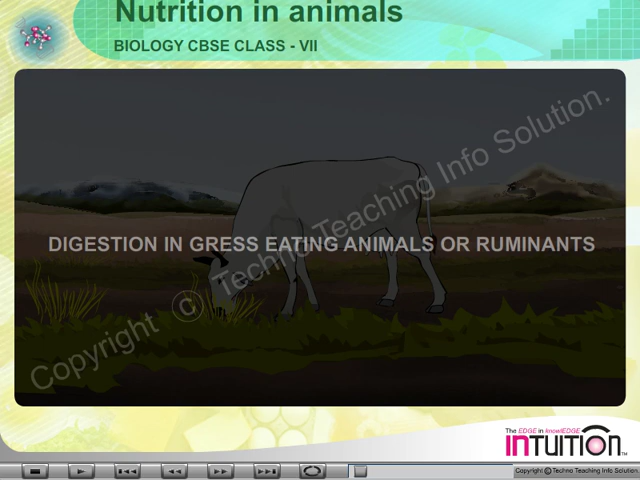 Nutrition in animals
BIOLOGY CBSE CLASS - VII
DIGESTION IN GRESS EATING ANIMALS OR RUMINANTS
Copyright © Techno Teaching Info Solution.
The EDGE in knowlEDGE
INTUITION™
Copyright © Techno Teaching Info Solution